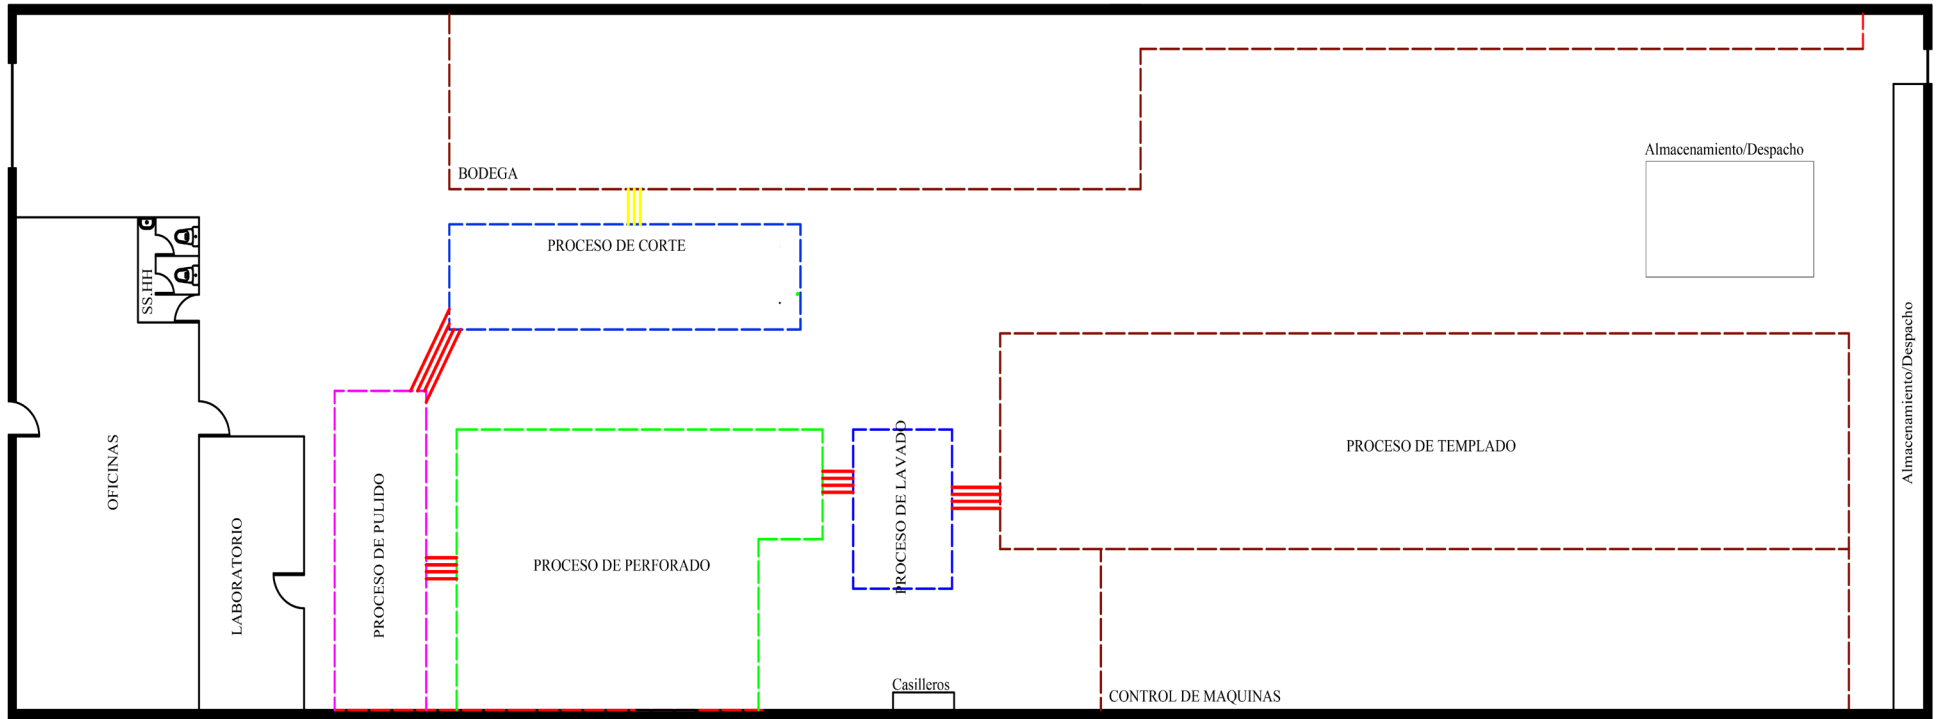 BODEGA
Almacenamiento/Despacho
PROCESO DE CORTE
SS.HH
Almacenamiento/Despacho
OFICINAS
LABORATORIO
PROCESO DE PULIDO
PROCESO DE PERFORADO
PROCESO DE LAVADO
PROCESO DE TEMPLADO
Casilleros
CONTROL DE MAQUINAS